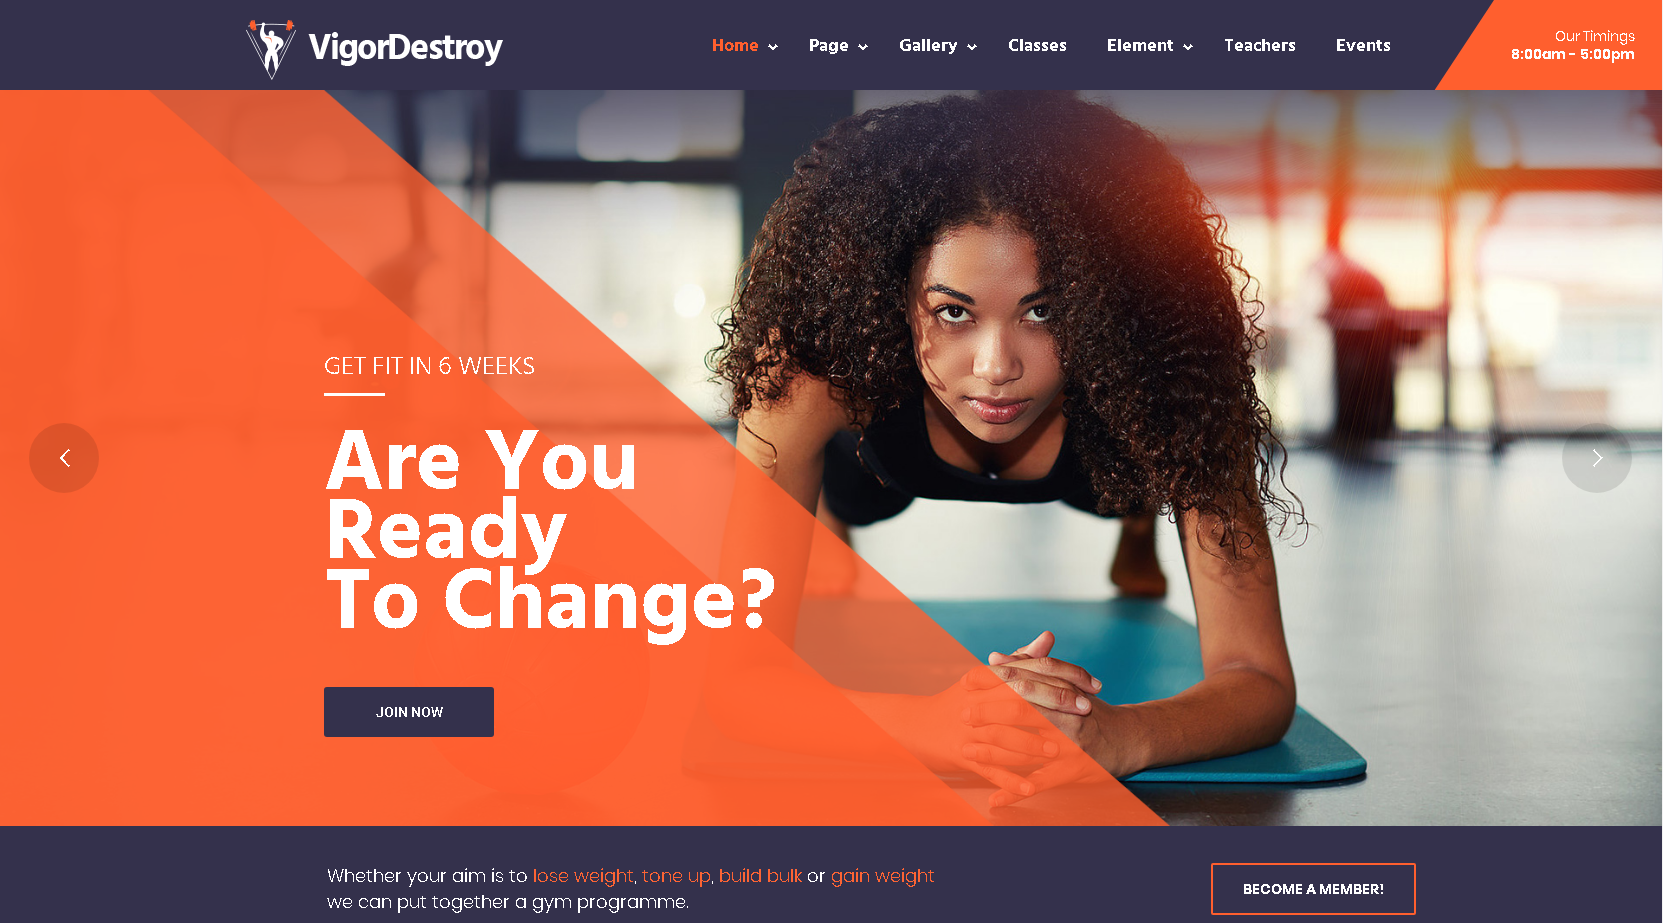 VigorDestroy
Home Page Gallery Classes Element Teachers Events
Our Timings
8:00am - 5:00pm
GET FIT IN 6 WEEKS
Are You
Ready
To Change?
JOIN NOW
Whether your aim is to lose weight, tone up, build bulk or gain weight
we can put together a gym programme.
BECOME A MEMBER!